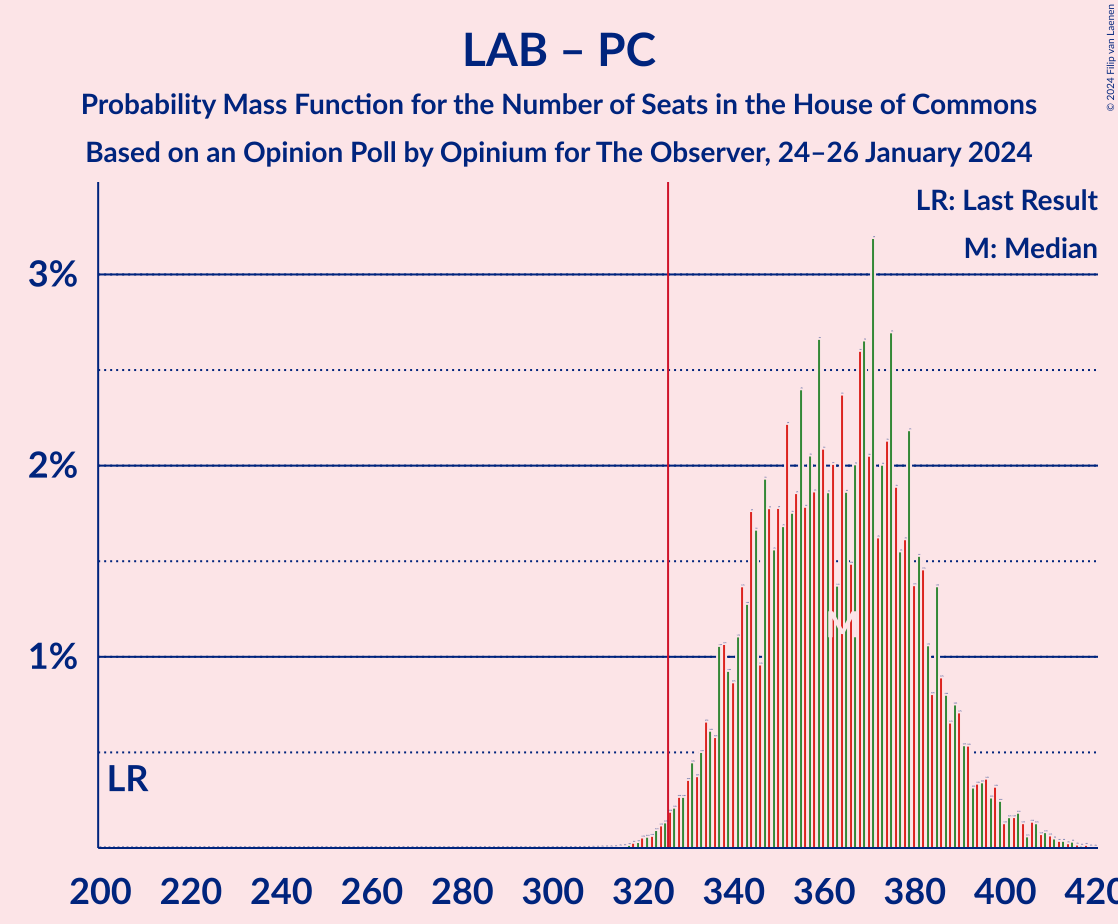 LAB – PC
Probability Mass Function for the Number of Seats in the House of Commons
Based on an Opinion Poll by Opinium for The Observer, 24–26 January 2024
© 2024 Filip van Laenen
LR: Last Result
M: Median
3%
2%
1%
M
LR
200 220 240 260 280 300 320 340 360 380 400 420